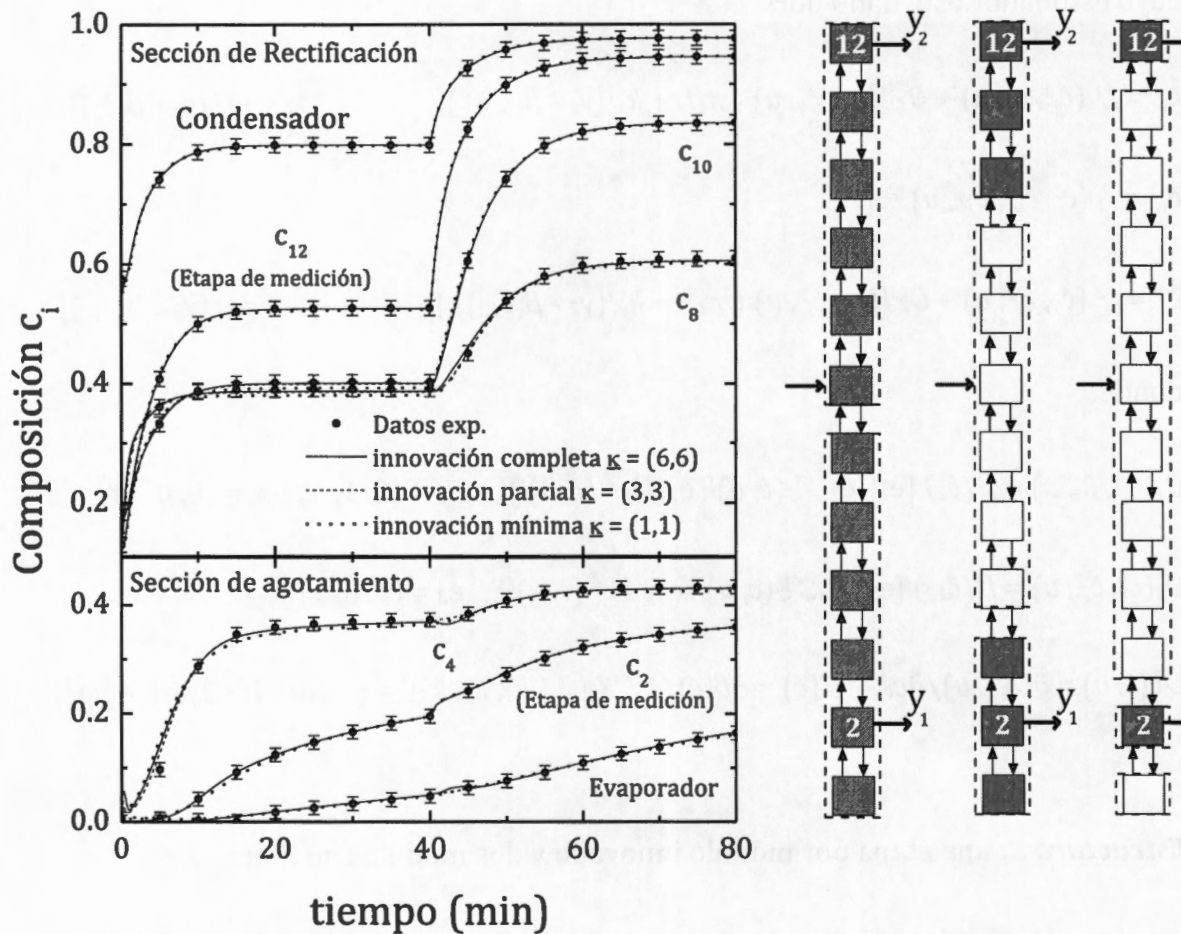 1.0
Sección de Rectificación
Condensador
0.8
C10
C12
(Etapa de medición)
0.6
C8
0.4
Datos exp.
innovación completa κ = (6,6)
innovación parcial κ = (3,3)
innovación mínima κ = (1,1)
0.2
Composición ci
Sección de agotamiento
0.4
C4
C2
(Etapa de medición)
0.2
Evaporador
0.0
0 20 40 60 80
tiempo (min)
12 y2 12 y2 12
2 y1 2 y1 2